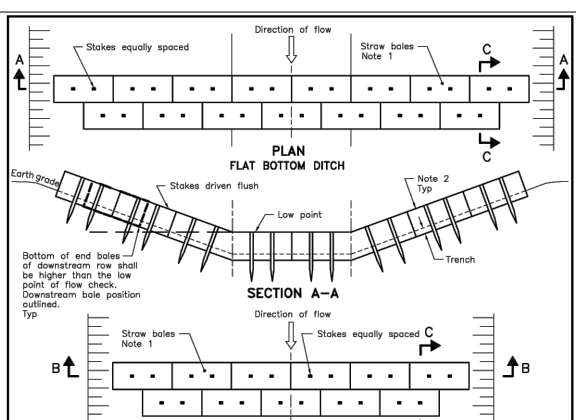 Direction of flow
Stakes equally spaced
Straw bales
Note 1
C
A
A
C
PLAN
FLAT BOTTOM DITCH
Earth grade
Stakes driven flush
Low point
Note 2
Typ
Trench
Bottom of end bales
of downstream row shall
be higher than the low
point of flow check.
Downstream bale position
outlined.
Typ
SECTION A-A
Direction of flow
Straw bales
Note 1
Stakes equally spaced
C
B
B